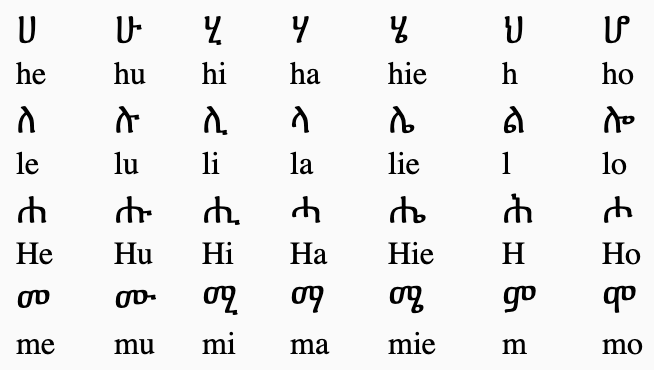 ሀ ሁ ሂ ሃ ሄ ህ ሆ
he hu hi ha hie h ho
ለ ሉ ሊ ላ ሌ ል ሎ
le lu li la lie l lo
ሐ ሑ ሒ ሓ ሔ ሕ ሖ
He Hu Hi Ha Hie H Ho
መ ሙ ሚ ማ ሜ ም ሞ
me mu mi ma mie m mo